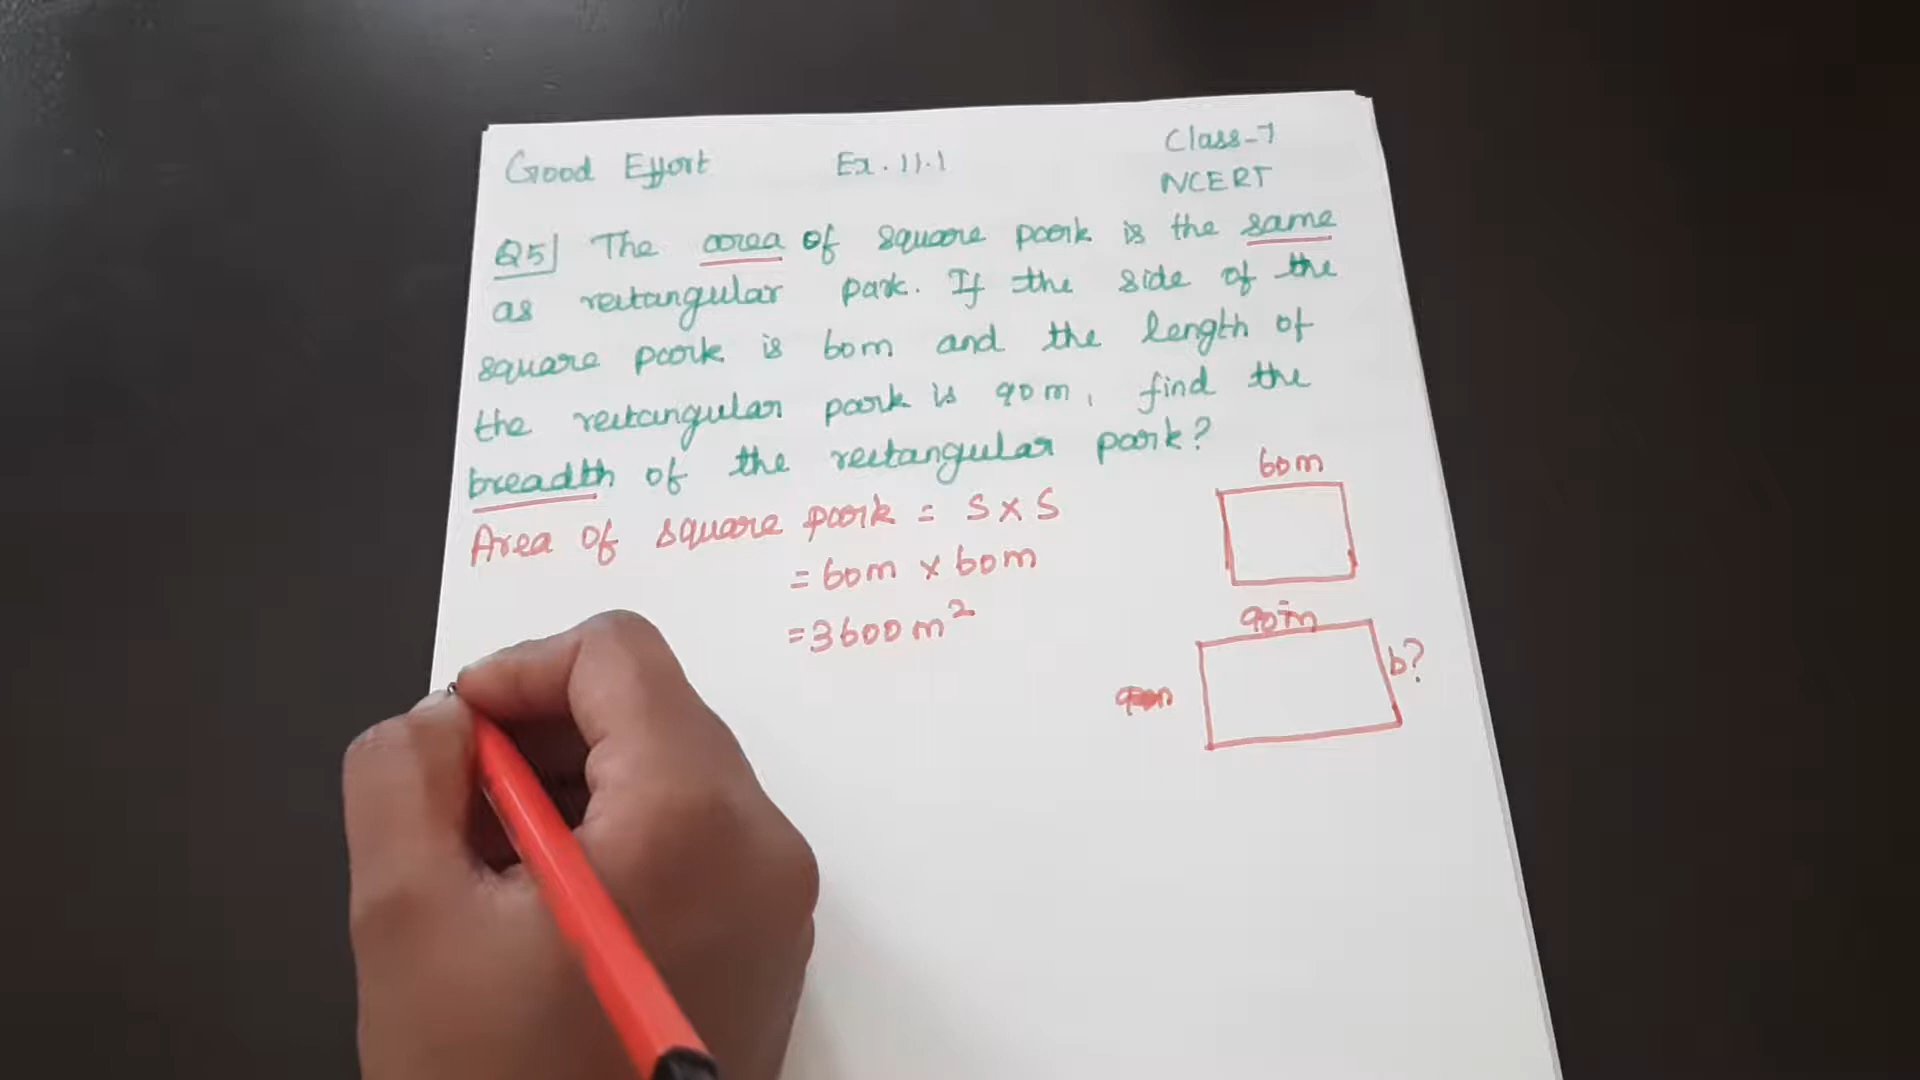 Good Effort Ex. 11.1 Class-7
NCERT
Q5] The area of square park is the same
as rectangular park. If the side of the
square park is 60m and the length of
the rectangular park is 90m, find the
breadth of the rectangular park?
Area of square park = S x S
= 60m x 60m
= 3600 m²
60m
90m
b?